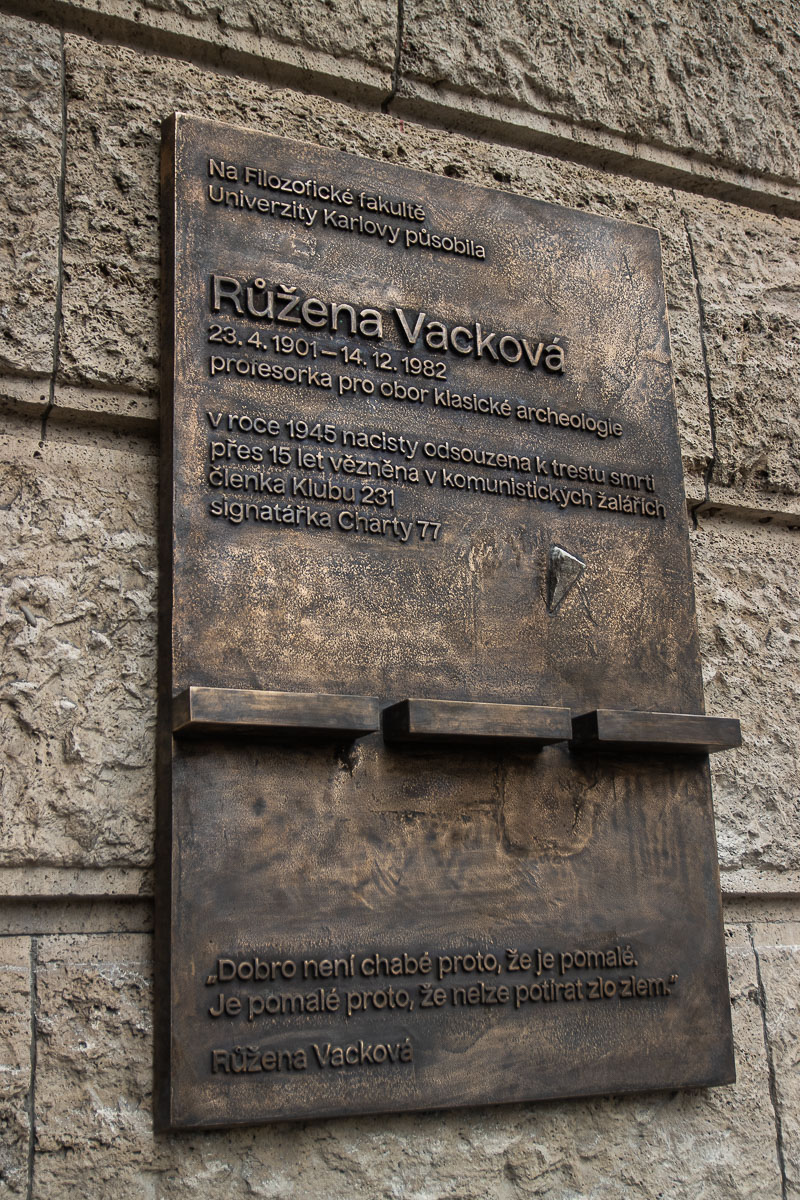 Na Filozofické fakultě
Univerzity Karlovy působila
Růžena Vacková
23. 4. 1901 – 14. 12. 1982
profesorka pro obor klasické archeologie
v roce 1945 nacisty odsouzena k trestu smrti
přes 15 let vězněna v komunistických žalářích
členka Klubu 231
signatářka Charty 77
„Dobro není chabé proto, že je pomalé.
Je pomalé proto, že nelze potírat zlo zlem.“
Růžena Vacková